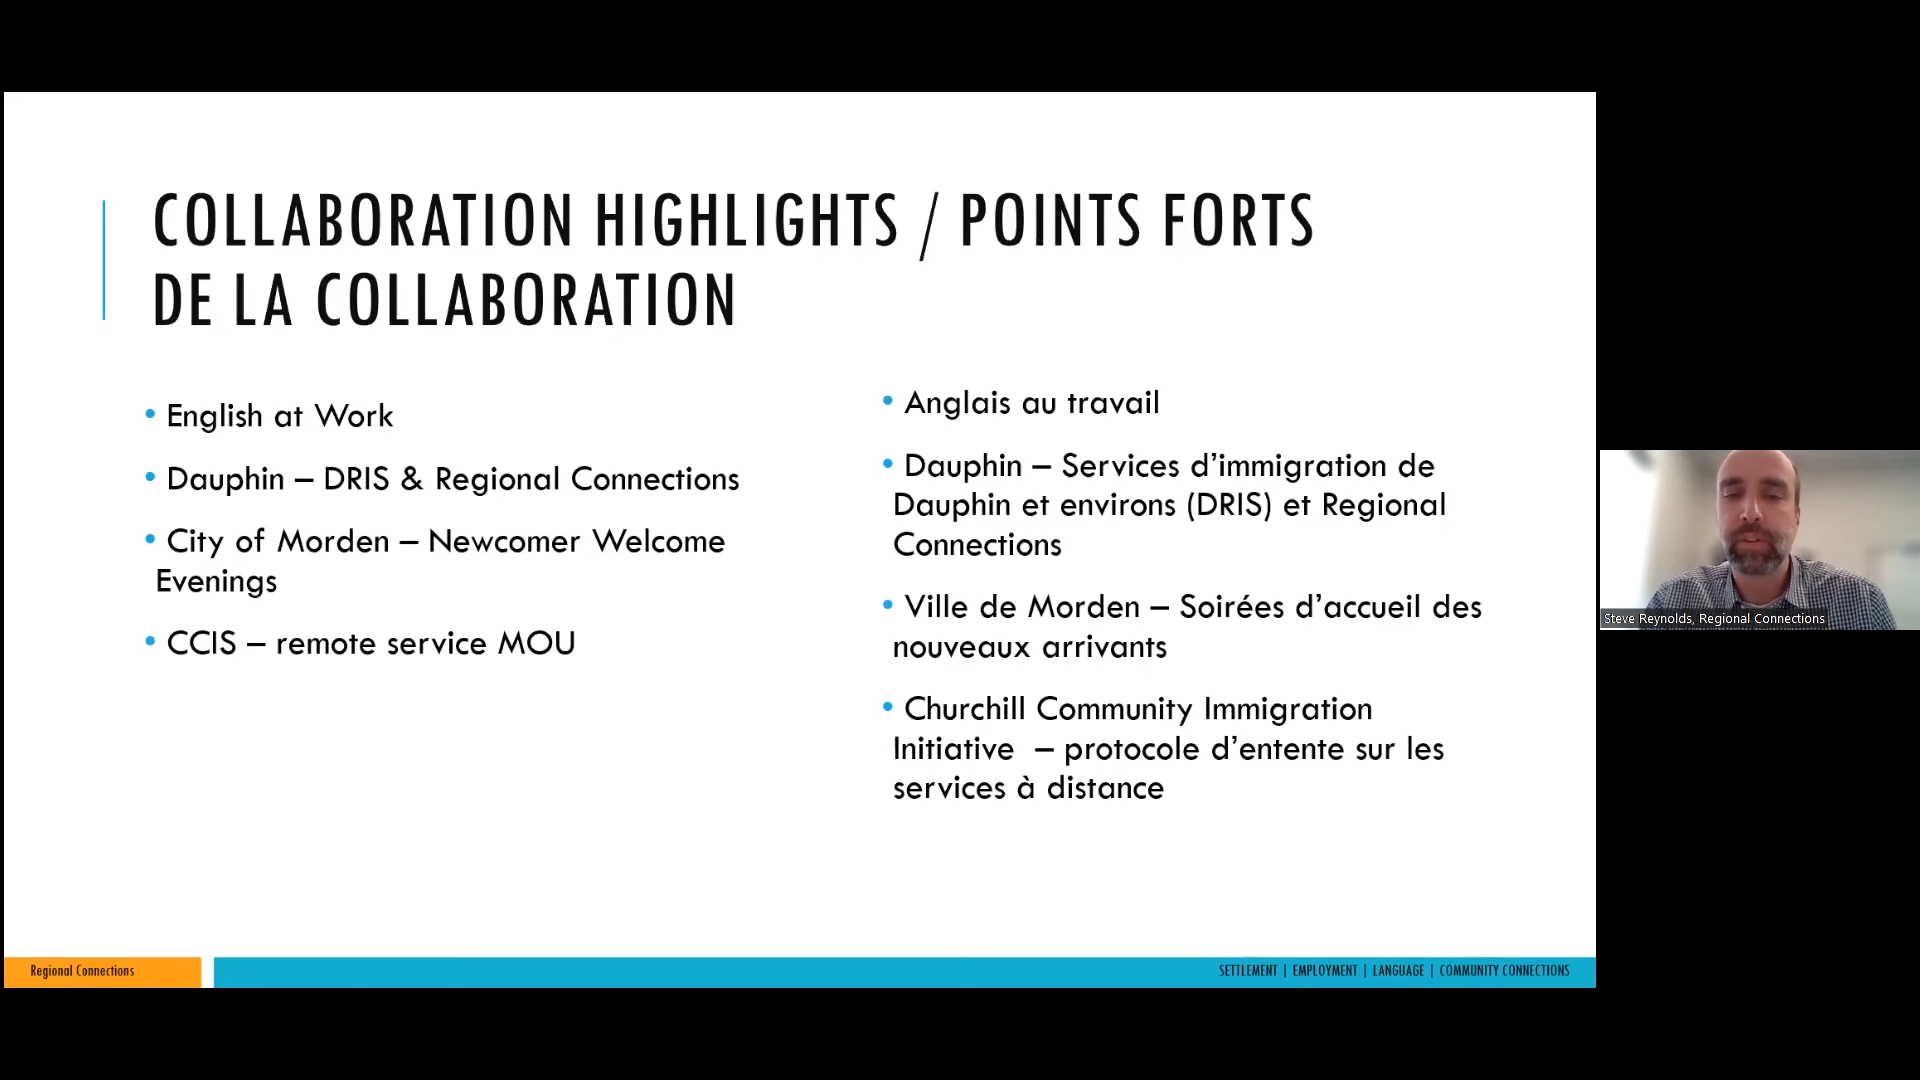 COLLABORATION HIGHLIGHTS / POINTS FORTS
DE LA COLLABORATION
• English at Work
• Dauphin – DRIS & Regional Connections
• City of Morden – Newcomer Welcome
Evenings
• CCIS – remote service MOU
• Anglais au travail
• Dauphin – Services d’immigration de
Dauphin et environs (DRIS) et Regional
Connections
• Ville de Morden – Soirées d’accueil des
nouveaux arrivants
• Churchill Community Immigration
Initiative – protocole d’entente sur les
services à distance
Steve Reynolds, Regional Connections
Regional Connections
SETTLEMENT | EMPLOYMENT | LANGUAGE | COMMUNITY CONNECTIONS